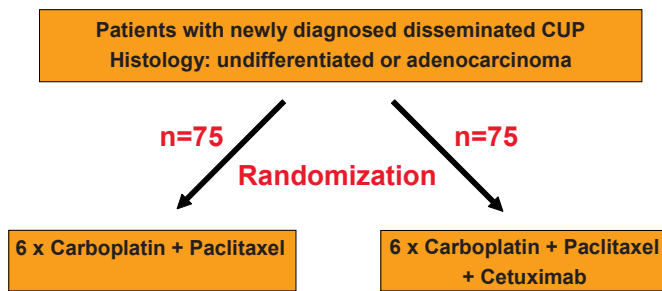 Patients with newly diagnosed disseminated CUP
Histology: undifferentiated or adenocarcinoma
n=75
n=75
Randomization
6 x Carboplatin + Paclitaxel
6 x Carboplatin + Paclitaxel
+ Cetuximab